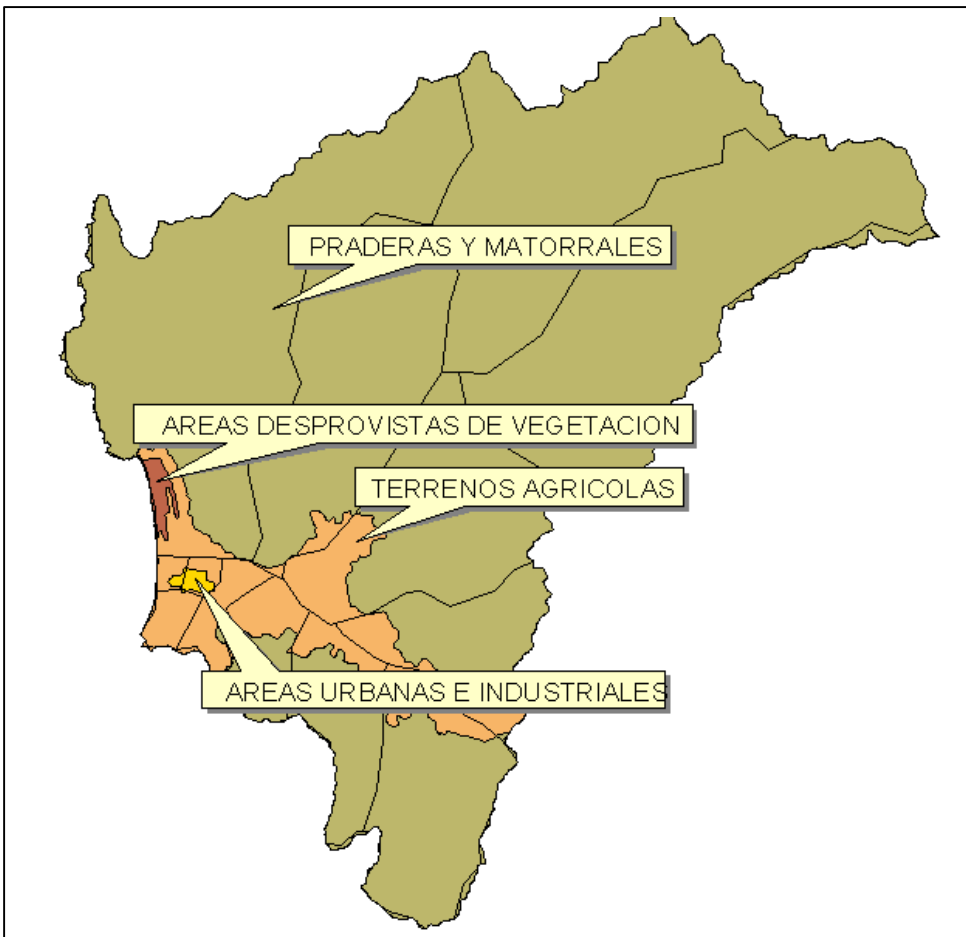 PRADERAS Y MATORRALES
AREAS DESPROVISTAS DE VEGETACION
TERRENOS AGRICOLAS
AREAS URBANAS E INDUSTRIALES